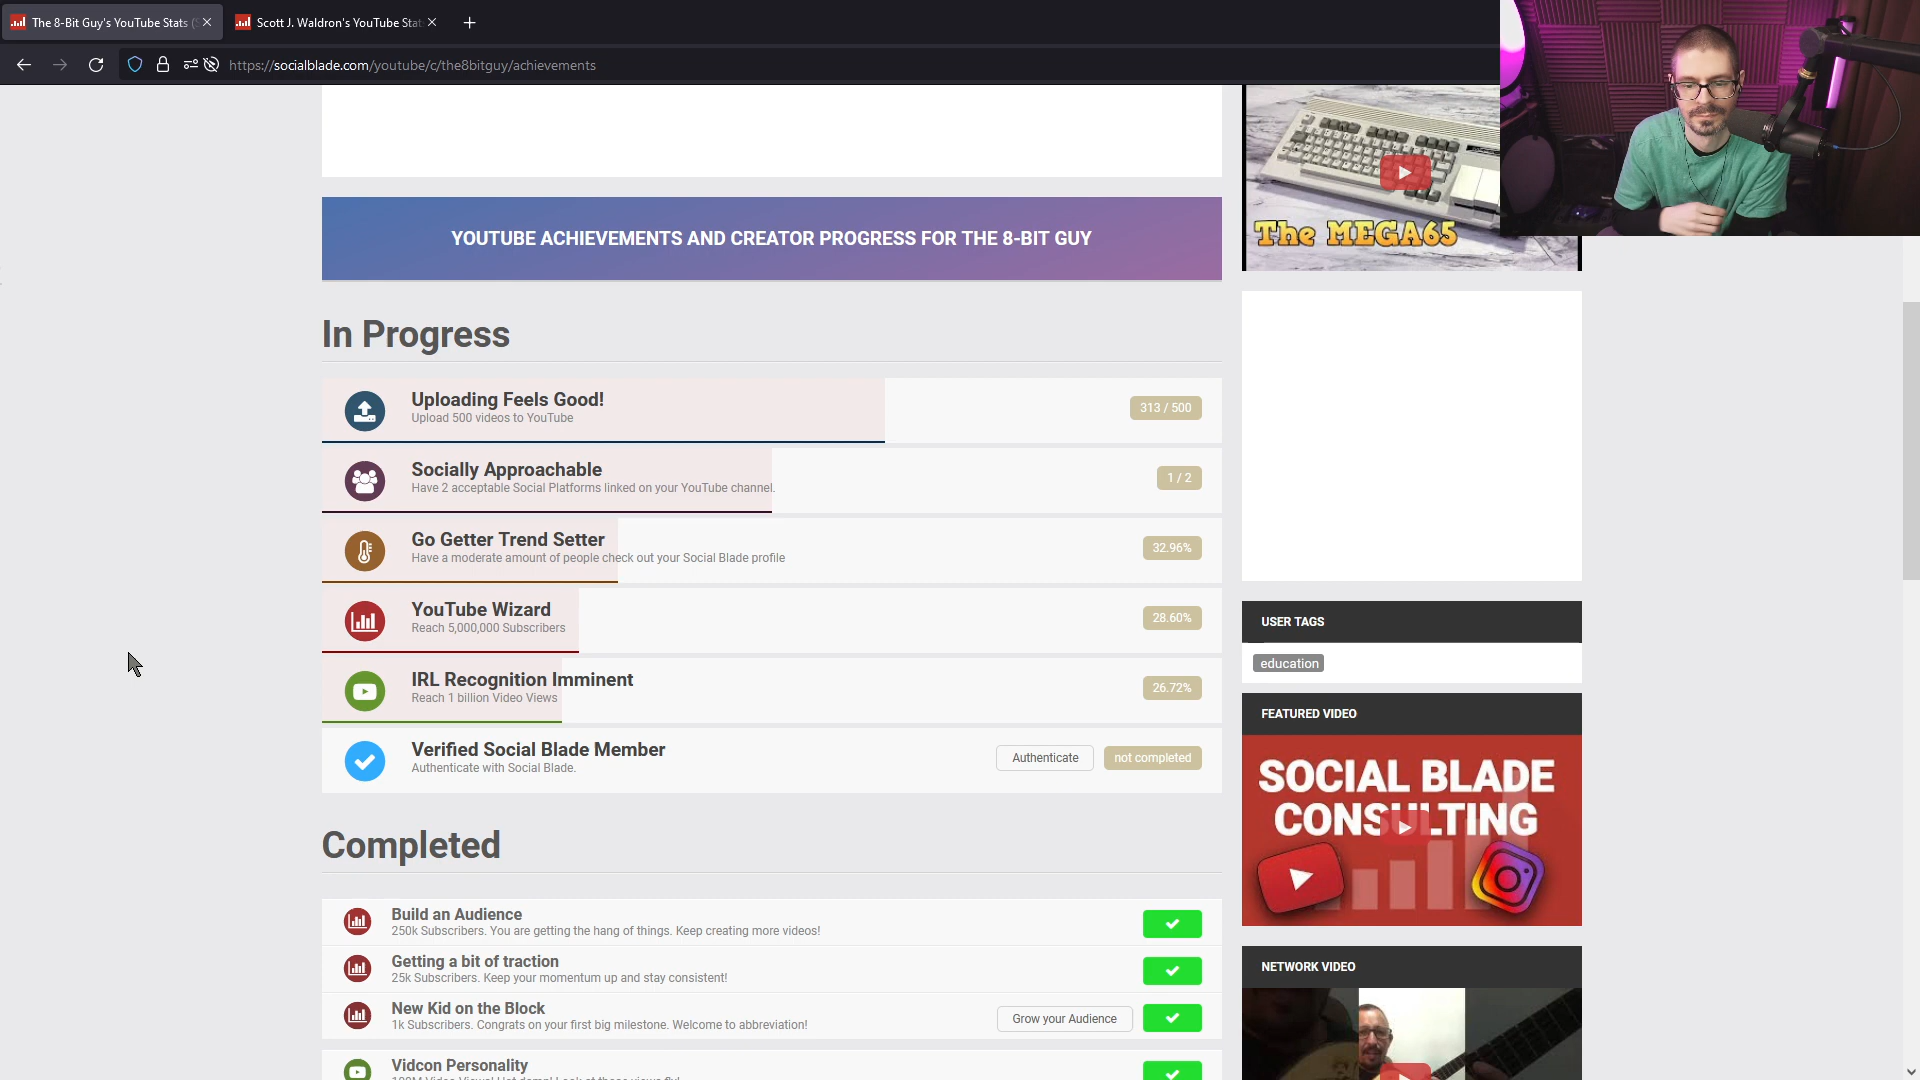 The 8-Bit Guy's YouTube Stats (
Scott J. Waldron's YouTube Stat
https://socialblade.com/youtube/c/the8bitguy/achievements
The MEGA65
YOUTUBE ACHIEVEMENTS AND CREATOR PROGRESS FOR THE 8-BIT GUY
In Progress
Uploading Feels Good!
Upload 500 videos to YouTube
313 / 500
Socially Approachable
Have 2 acceptable Social Platforms linked on your YouTube channel.
1 / 2
Go Getter Trend Setter
Have a moderate amount of people check out your Social Blade profile
32.96%
YouTube Wizard
Reach 5,000,000 Subscribers
28.60%
IRL Recognition Imminent
Reach 1 billion Video Views
26.72%
Verified Social Blade Member
Authenticate with Social Blade.
Authenticate
not completed
Completed
Build an Audience
250k Subscribers. You are getting the hang of things. Keep creating more videos!
Getting a bit of traction
25k Subscribers. Keep your momentum up and stay consistent!
New Kid on the Block
1k Subscribers. Congrats on your first big milestone. Welcome to abbreviation!
Grow your Audience
Vidcon Personality
USER TAGS
education
FEATURED VIDEO
SOCIAL BLADE
CONSULTING
NETWORK VIDEO